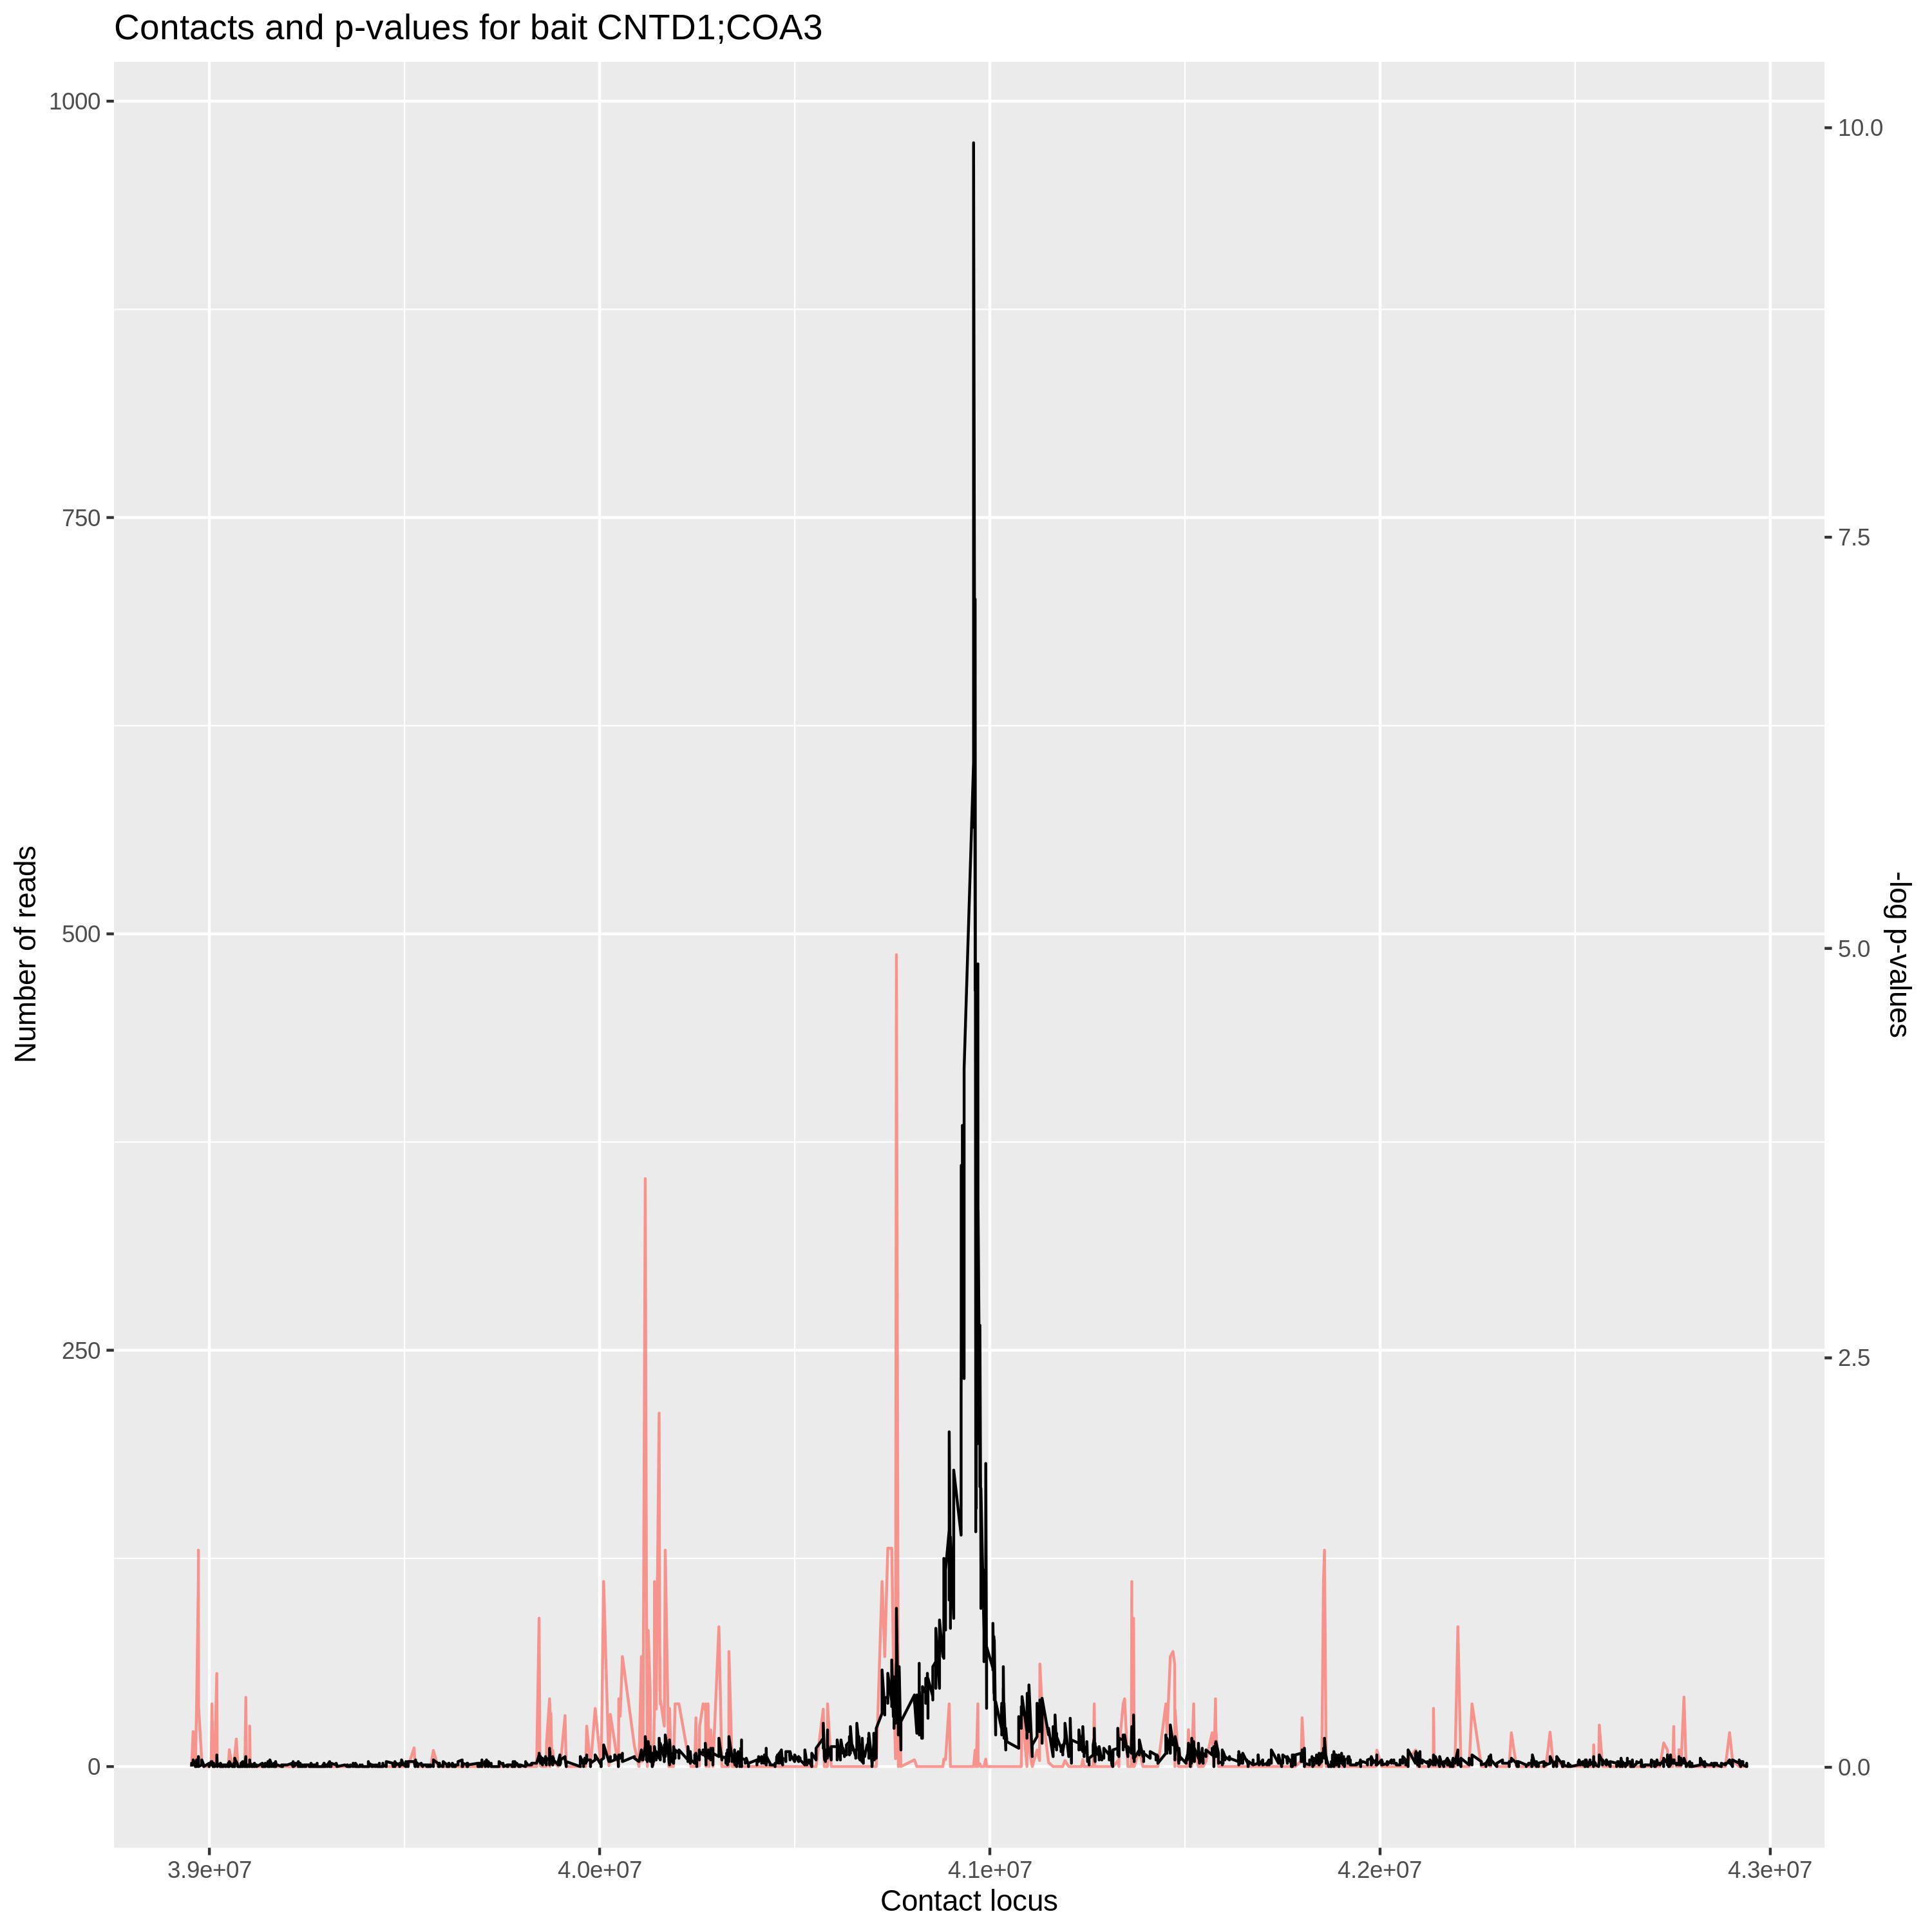 Contacts and p-values for bait CNTD1;COA3
1000
750
500
250
0
Number of reads
10.0
7.5
5.0
2.5
0.0
-log p-values
3.9e+07
4.0e+07
4.1e+07
4.2e+07
4.3e+07
Contact locus